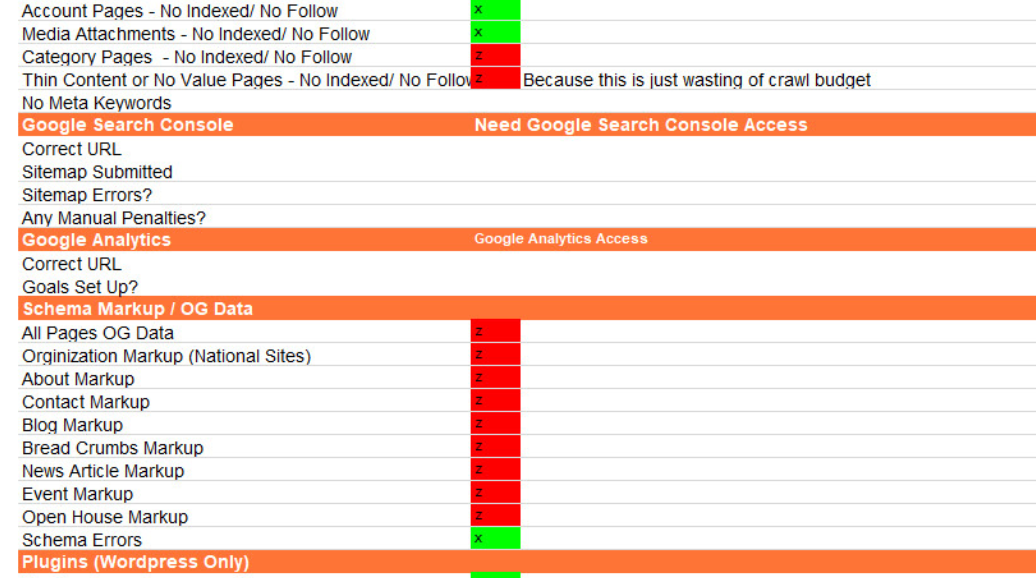 Account Pages - No Indexed/ No Follow x
Media Attachments - No Indexed/ No Follow x
Category Pages  - No Indexed/ No Follow z
Thin Content or No Value Pages - No Indexed/ No Follow z Because this is just wasting of crawl budget
No Meta Keywords
Google Search Console Need Google Search Console Access
Correct URL
Sitemap Submitted
Sitemap Errors?
Any Manual Penalties?
Google Analytics Google Analytics Access
Correct URL
Goals Set Up?
Schema Markup / OG Data
All Pages OG Data z
Orginization Markup (National Sites) z
About Markup z
Contact Markup z
Blog Markup z
Bread Crumbs Markup z
News Article Markup z
Event Markup z
Open House Markup z
Schema Errors x
Plugins (Wordpress Only)